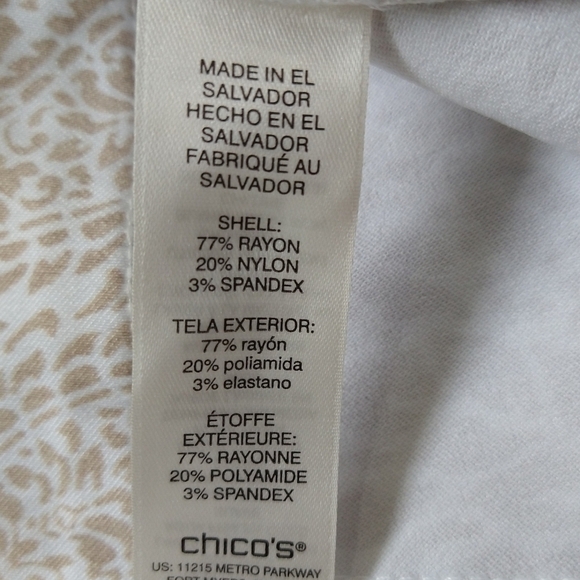 MADE IN EL
SALVADOR
HECHO EN EL
SALVADOR
FABRIQUÉ AU
SALVADOR
SHELL:
77% RAYON
20% NYLON
3% SPANDEX
TELA EXTERIOR:
77% rayón
20% poliamida
3% elastano
ÉTOFFE
EXTÉRIEURE:
77% RAYONNE
20% POLYAMIDE
3% SPANDEX
chico's®
US: 11215 METRO PARKWAY